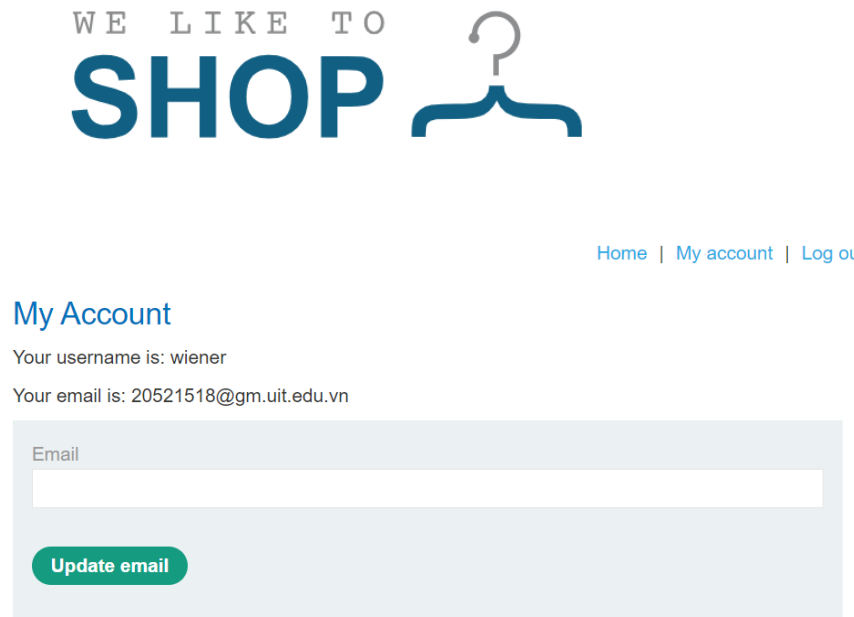 WE LIKE TO
SHOP
Home | My account | Log ou
My Account
Your username is: wiener
Your email is: 20521518@gm.uit.edu.vn
Email
Update email